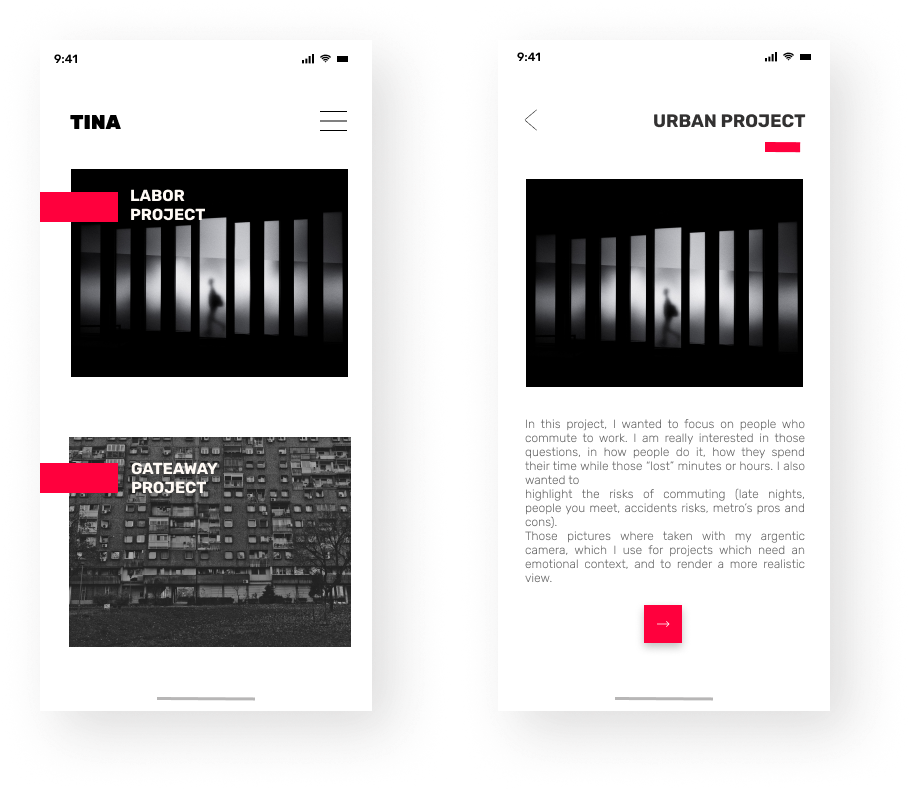 9:41
TINA
LABOR
PROJECT
GATEAWAY
PROJECT
9:41
URBAN PROJECT
In this project, I wanted to focus on people who
commute to work. I am really interested in those
questions, in how people do it, how they spend
their time while those "lost" minutes or hours. I also
wanted to
highlight the risks of commuting (late nights,
people you meet, accidents risks, metro's pros and
cons).
Those pictures where taken with my argentic
camera, which I use for projects which need an
emotional context, and to render a more realistic
view.